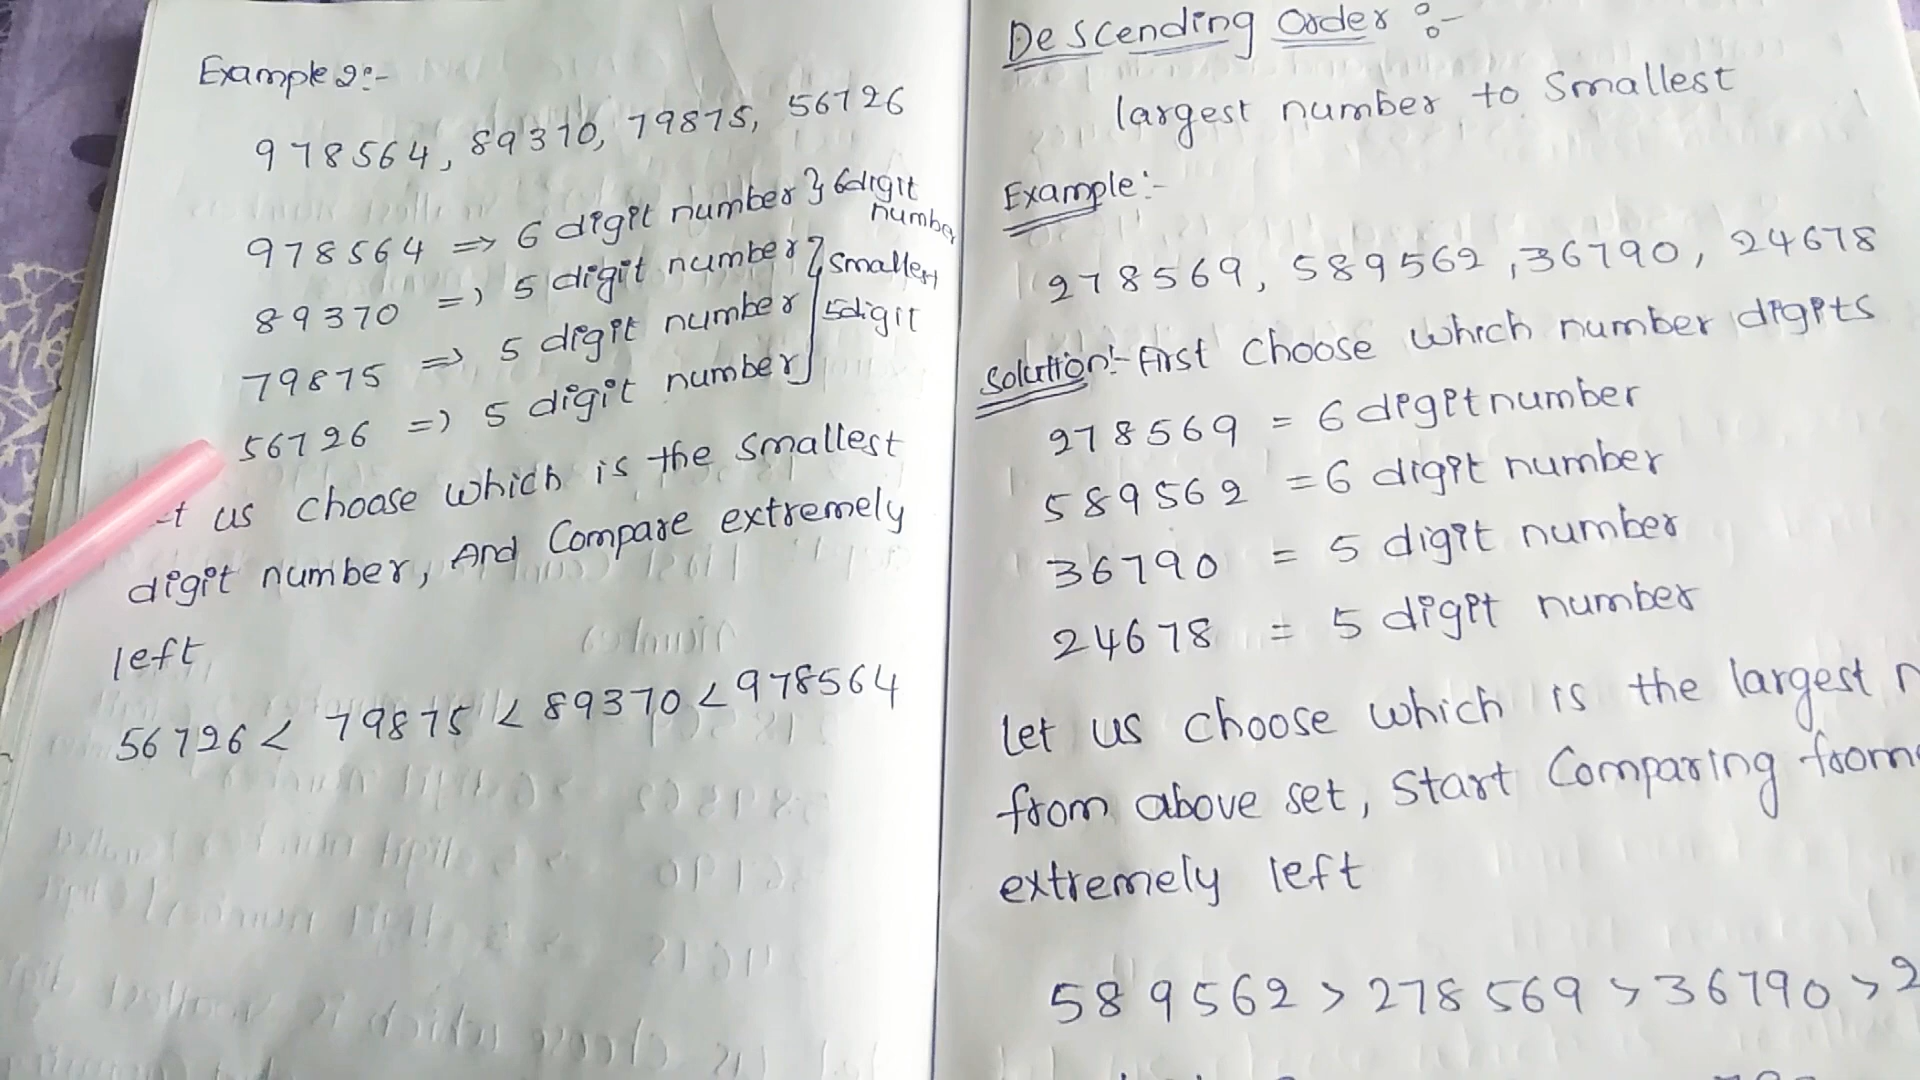 Example 2:-
978564, 89370, 79875, 56726
978564 => 6 digit number } 6digit number
89370 => 5 digit number } smallest
79875 => 5 digit number 5digit
56726 => 5 digit number
us choose which is the smallest
digit number, And Compare extremely
left
56726 < 79875 < 89370 < 978564
Descending Order :-
largest number to smallest
Example:-
278569, 589562, 36790, 24678
Solution:- First choose which number digits
278569 = 6 digit number
589562 = 6 digit number
36790 = 5 digit number
24678 = 5 digit number
Let us choose which is the largest
from above set, start comparing from
extremely left
589562 > 278569 > 36790 > 2